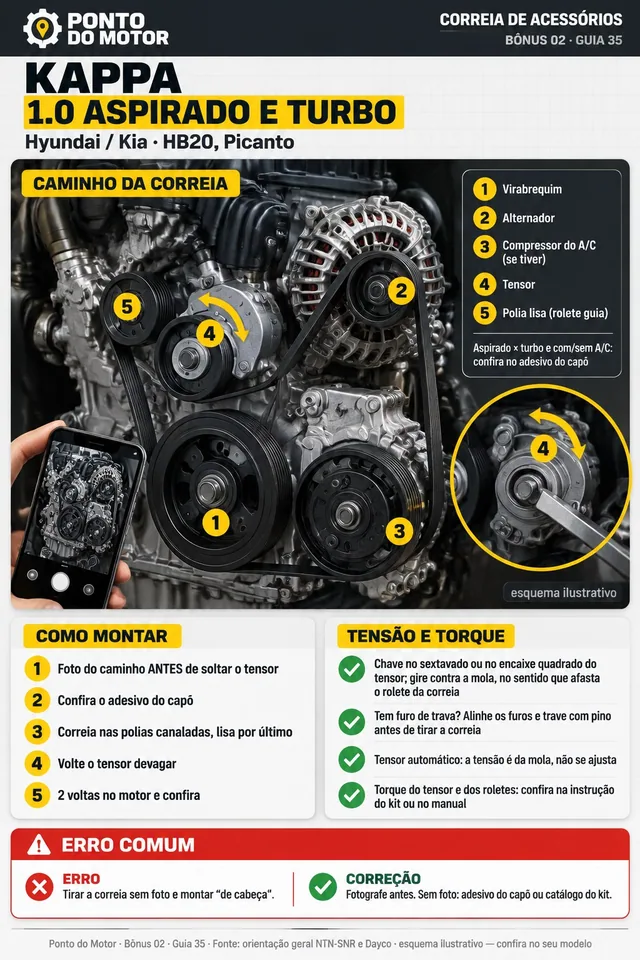 PONTO
DO MOTOR
CORREIA DE ACESSÓRIOS
BÔNUS 02 · GUIA 35
KAPPA
1.0 ASPIRADO E TURBO
Hyundai / Kia · HB20, Picanto
CAMINHO DA CORREIA
1 Virabrequim
2 Alternador
3 Compressor do A/C
(se tiver)
4 Tensor
5 Polia lisa (rolete guia)
Aspirado × turbo e com/sem A/C:
confira no adesivo do capô
5
4
2
1
3
4
esquema ilustrativo
COMO MONTAR
1 Foto do caminho ANTES de soltar o tensor
2 Confira o adesivo do capô
3 Correia nas polias canaladas, lisa por último
4 Volte o tensor devagar
5 2 voltas no motor e confira
TENSÃO E TORQUE
Chave no sextavado ou no encaixe quadrado do
tensor; gire contra a mola, no sentido que afasta
o rolete da correia
Tem furo de trava? Alinhe os furos e trave com pino
antes de tirar a correia
Tensor automático: a tensão é da mola, não se ajusta
Torque do tensor e dos roletes: confira na instrução
do kit ou no manual
ERRO COMUM
ERRO
Tirar a correia sem foto e montar “de cabeça”.
CORREÇÃO
Fotografe antes. Sem foto: adesivo do capô ou catálogo do kit.
Ponto do Motor · Bônus 02 · Guia 35 · Fonte: orientação geral NTN-SNR e Dayco · esquema ilustrativo — confira no seu modelo